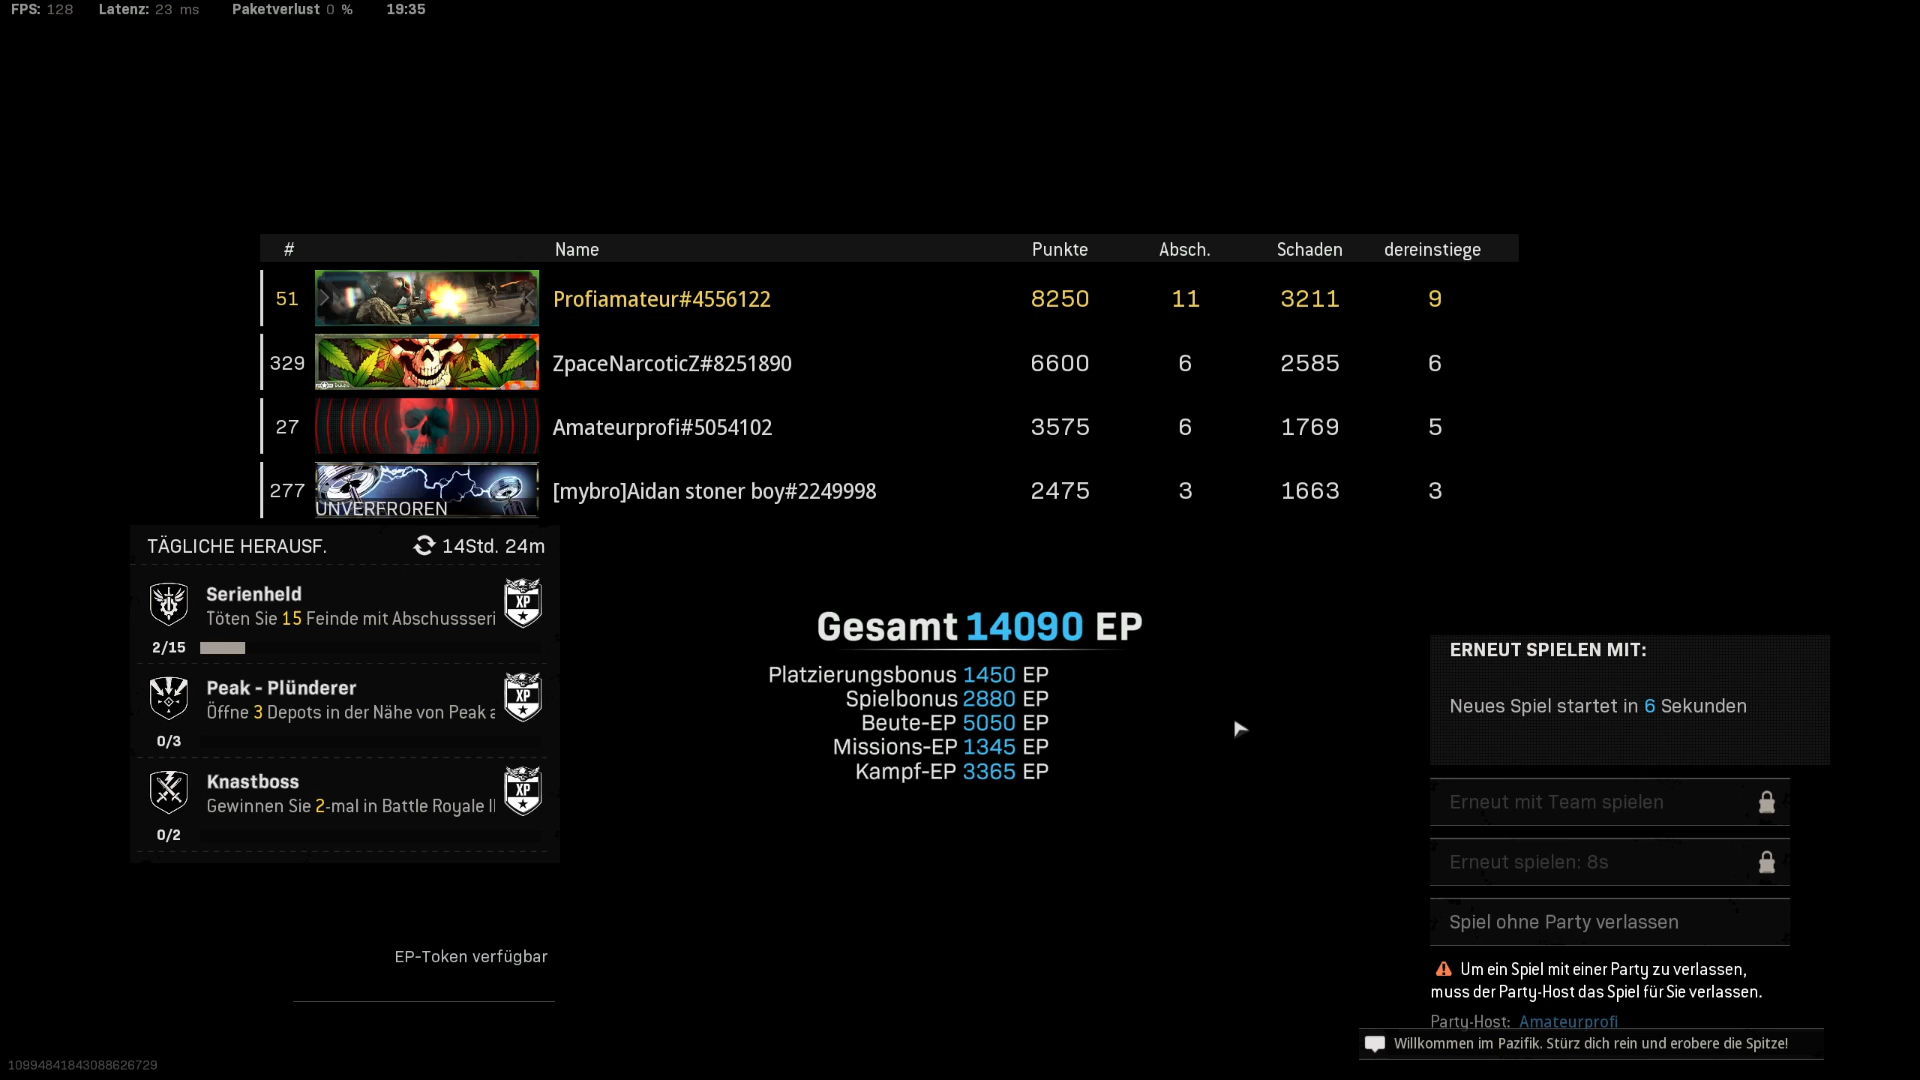 FPS: 128 Latenz: 23 ms Paketverlust 0 % 19:35
# Name Punkte Absch. Schaden dereinstiege
51 Profiamateur#4556122 8250 11 3211 9
329 ZpaceNarcoticZ#8251890 6600 6 2585 6
27 Amateurprofi#5054102 3575 6 1769 5
277 [mybro]Aidan stoner boy#2249998 2475 3 1663 3
UNVERFROREN
TÄGLICHE HERAUSF. 14Std. 24m
Serienheld
Töten Sie 15 Feinde mit Abschussseri
XP
2/15
Peak - Plünderer
Öffne 3 Depots in der Nähe von Peak
XP
0/3
Knastboss
Gewinnen Sie 2-mal in Battle Royale
XP
0/2
EP-Token verfügbar
Gesamt 14090 EP
Platzierungsbonus 1450 EP
Spielbonus 2880 EP
Beute-EP 5050 EP
Missions-EP 1345 EP
Kampf-EP 3365 EP
ERNEUT SPIELEN MIT:
Neues Spiel startet in 6 Sekunden
Erneut mit Team spielen
Erneut spielen: 8s
Spiel ohne Party verlassen
Um ein Spiel mit einer Party zu verlassen,
muss der Party-Host das Spiel für Sie verlassen.
Party-Host: Amateurprofi
Willkommen im Pazifik. Stürz dich rein und erobere die Spitze!
10994841843088626729